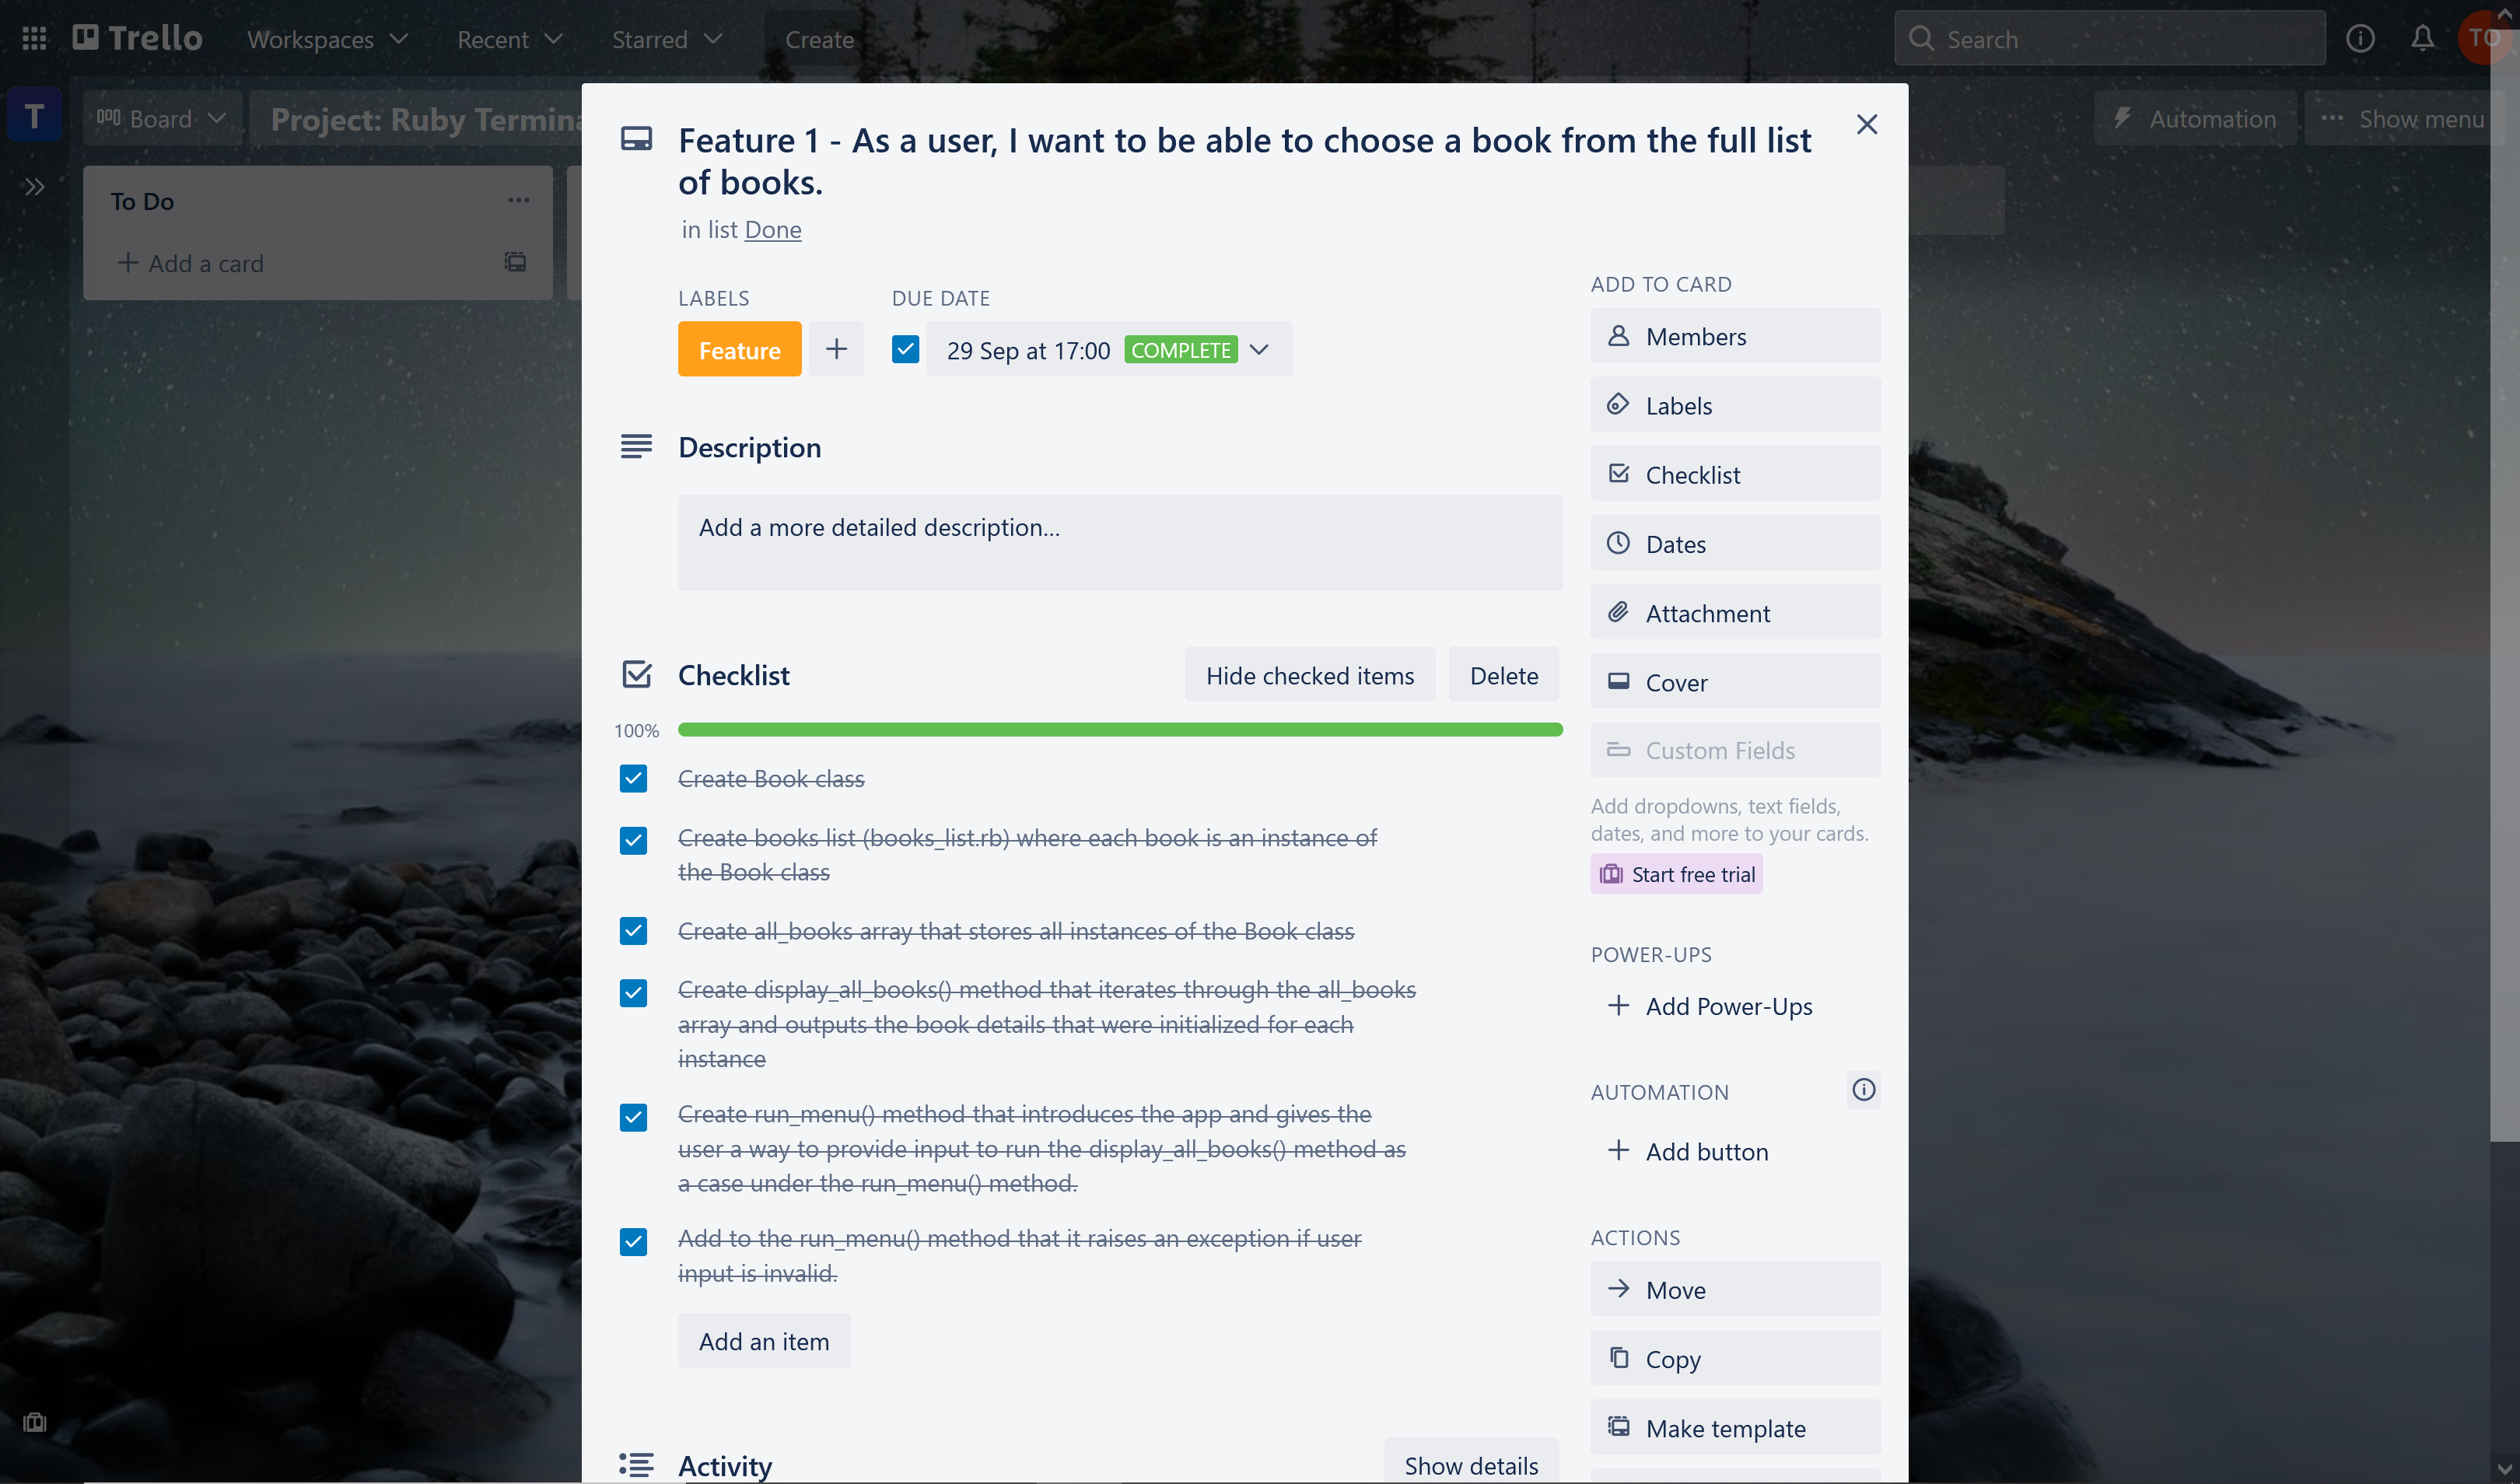 Trello
Workspaces
Recent
Starred
Create
Search
TO
T
Board
Project: Ruby Termina
Automation
Show menu
To Do
Add a card
Feature 1 - As a user, I want to be able to choose a book from the full list
of books.
in list Done
LABELS
DUE DATE
Feature
29 Sep at 17:00 COMPLETE
Description
Add a more detailed description...
Checklist
Hide checked items
Delete
100%
Create Book class
Create books list (books_list.rb) where each book is an instance of
the Book class
Create all_books array that stores all instances of the Book class
Create display_all_books() method that iterates through the all_books
array and outputs the book details that were initialized for each
instance
Create run_menu() method that introduces the app and gives the
user a way to provide input to run the display_all_books() method as
a case under the run_menu() method.
Add to the run_menu() method that it raises an exception if user
input is invalid.
Add an item
Activity
Show details
ADD TO CARD
Members
Labels
Checklist
Dates
Attachment
Cover
Custom Fields
Add dropdowns, text fields,
dates, and more to your cards.
Start free trial
POWER-UPS
Add Power-Ups
AUTOMATION
Add button
ACTIONS
Move
Copy
Make template